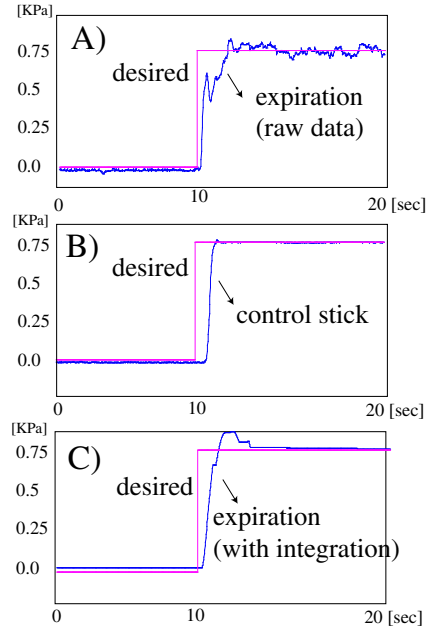 [KPa]
A)
0.75
desired
0.5
expiration
(raw data)
0.25
0.0
0
10
20 [sec]
[KPa]
B)
0.75
desired
0.5
control stick
0.25
0.0
0
10
20 [sec]
[KPa]
C)
0.75
desired
0.5
expiration
(with integration)
0.25
0.0
0
10
20 [sec]